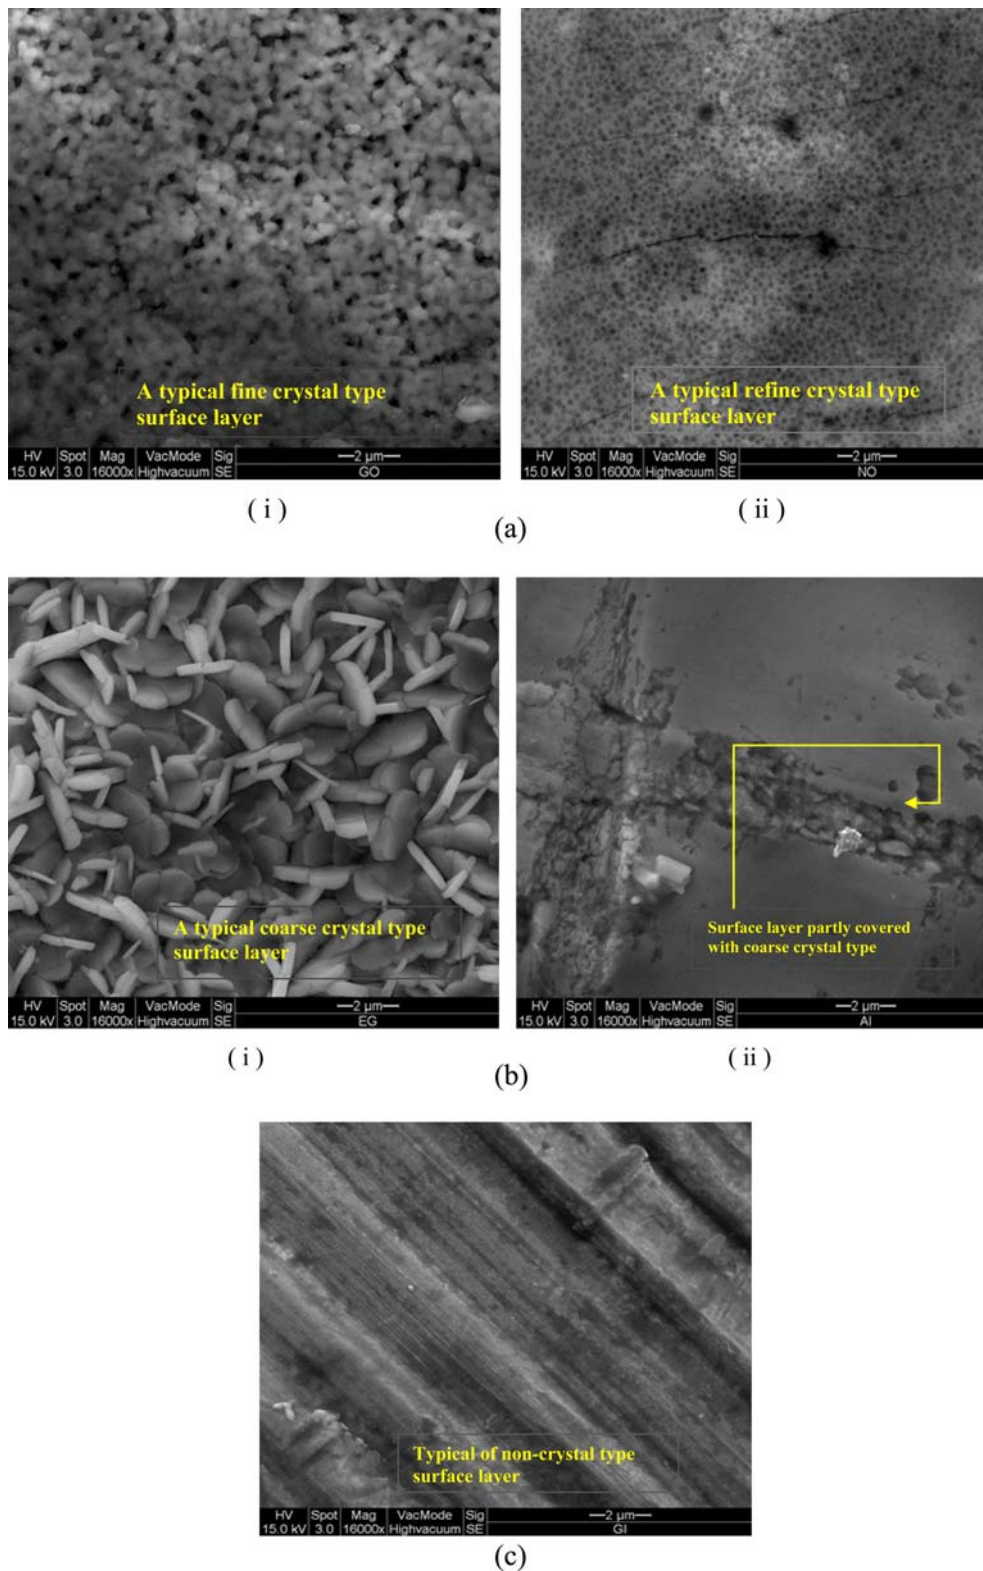 A typical fine crystal type
surface layer
HV Spot Mag VacMode Sig 2 µm
15.0 kV 3.0 16000x Highvacuum SE GO
( i )
A typical refine crystal type
surface laver
HV Spot Mag VacMode Sig 2 µm
15.0 kV 3.0 16000x Highvacuum SE NO
( ii )
(a)
A typical coarse crystal type
surface layer
HV Spot Mag VacMode Sig 2 µm
15.0 kV 3.0 16000x Highvacuum SE EG
( i )
Surface layer partly covered
with coarse crystal type
HV Spot Mag VacMode Sig 2 µm
15.0 kV 3.0 16000x Highvacuum SE Al
( ii )
(b)
Typical of non-crystal type
surface layer
HV Spot Mag VacMode Sig 2 µm
15.0 kV 3.0 16000x Highvacuum SE GI
(c)